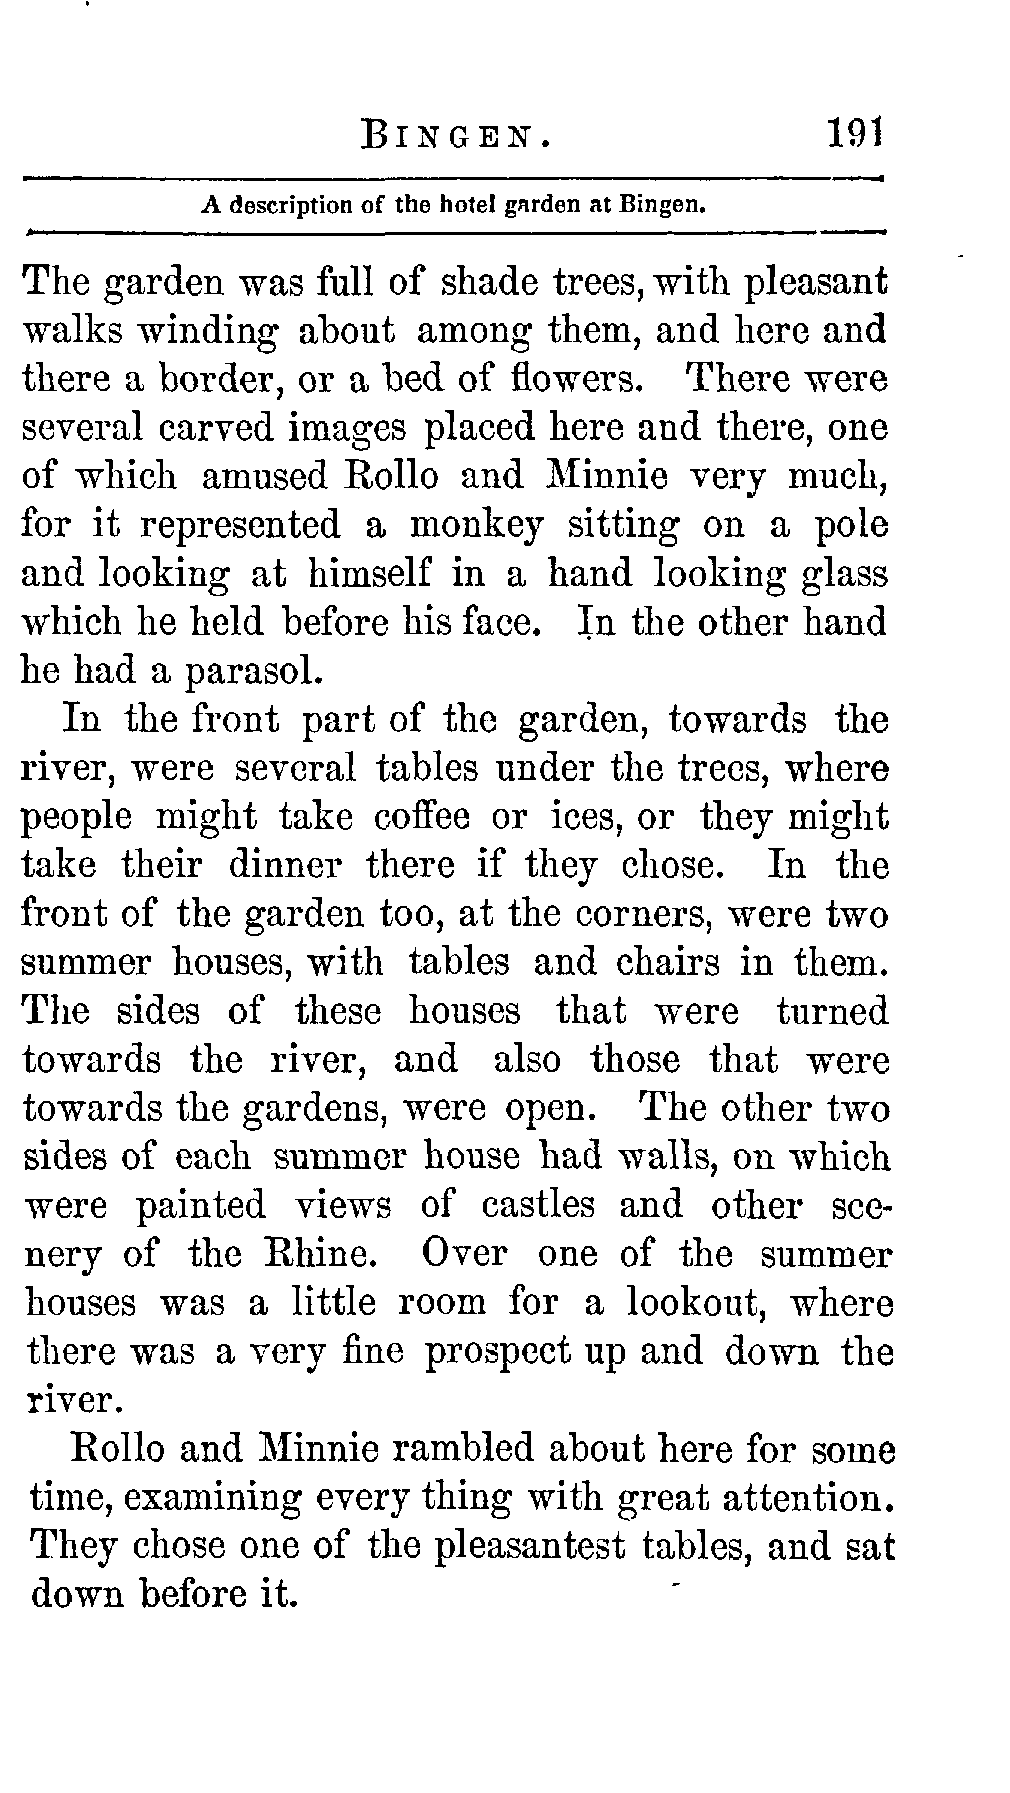 BINGEN. 191
A description of the hotel garden at Bingen.
The garden was full of shade trees, with pleasant
walks winding about among them, and here and
there a border, or a bed of flowers. There were
several carved images placed here and there, one
of which amused Rollo and Minnie very much,
for it represented a monkey sitting on a pole
and looking at himself in a hand looking glass
which he held before his face. In the other hand
he had a parasol.
In the front part of the garden, towards the
river, were several tables under the trees, where
people might take coffee or ices, or they might
take their dinner there if they chose. In the
front of the garden too, at the corners, were two
summer houses, with tables and chairs in them.
The sides of these houses that were turned
towards the river, and also those that were
towards the gardens, were open. The other two
sides of each summer house had walls, on which
were painted views of castles and other sce-
nery of the Rhine. Over one of the summer
houses was a little room for a lookout, where
there was a very fine prospect up and down the
river.
Rollo and Minnie rambled about here for some
time, examining every thing with great attention.
They chose one of the pleasantest tables, and sat
down before it.